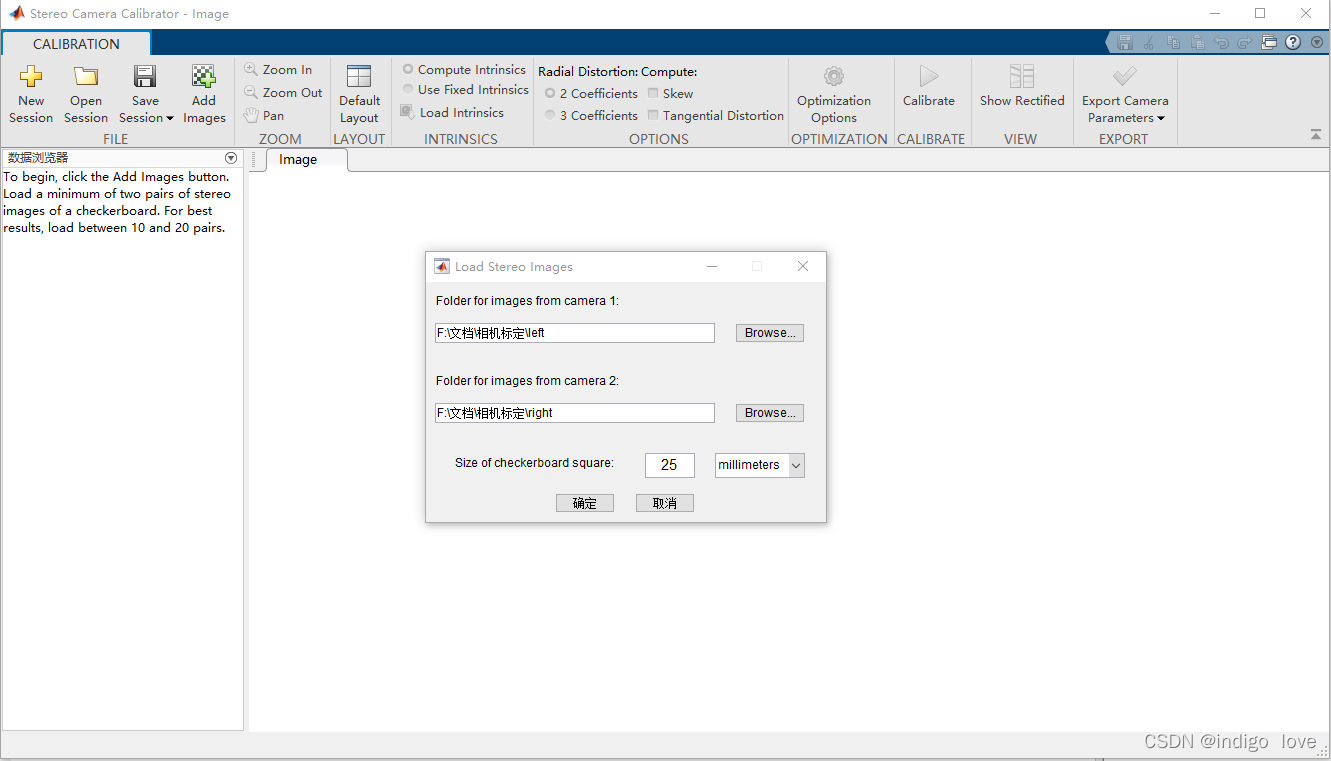 Stereo Camera Calibrator - Image
CALIBRATION
New Session
Open Session
Save Session
Add Images
FILE
Zoom In
Zoom Out
Pan
ZOOM
Default Layout
LAYOUT
Compute Intrinsics
Use Fixed Intrinsics
Load Intrinsics
INTRINSICS
Radial Distortion: Compute:
2 Coefficients
Skew
3 Coefficients
Tangential Distortion
OPTIONS
Optimization Options
OPTIMIZATION
Calibrate
CALIBRATE
Show Rectified
VIEW
Export Camera Parameters
EXPORT
数据浏览器
To begin, click the Add Images button.
Load a minimum of two pairs of stereo
images of a checkerboard. For best
results, load between 10 and 20 pairs.
Image
Load Stereo Images
Folder for images from camera 1:
F:\文档\相机标定\left
Browse...
Folder for images from camera 2:
F:\文档\相机标定\right
Browse...
Size of checkerboard square:
25
millimeters
确定
取消
CSDN @indigo love